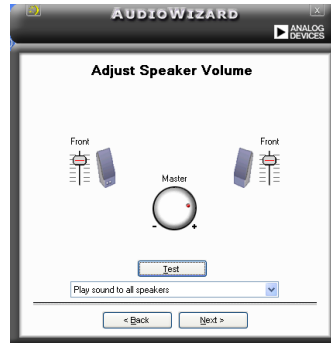 AUDIOWIZARD
X
ANALOG
DEVICES
Adjust Speaker Volume
Front
Front
Master
- +
Test
Play sound to all speakers
< Back
Next >